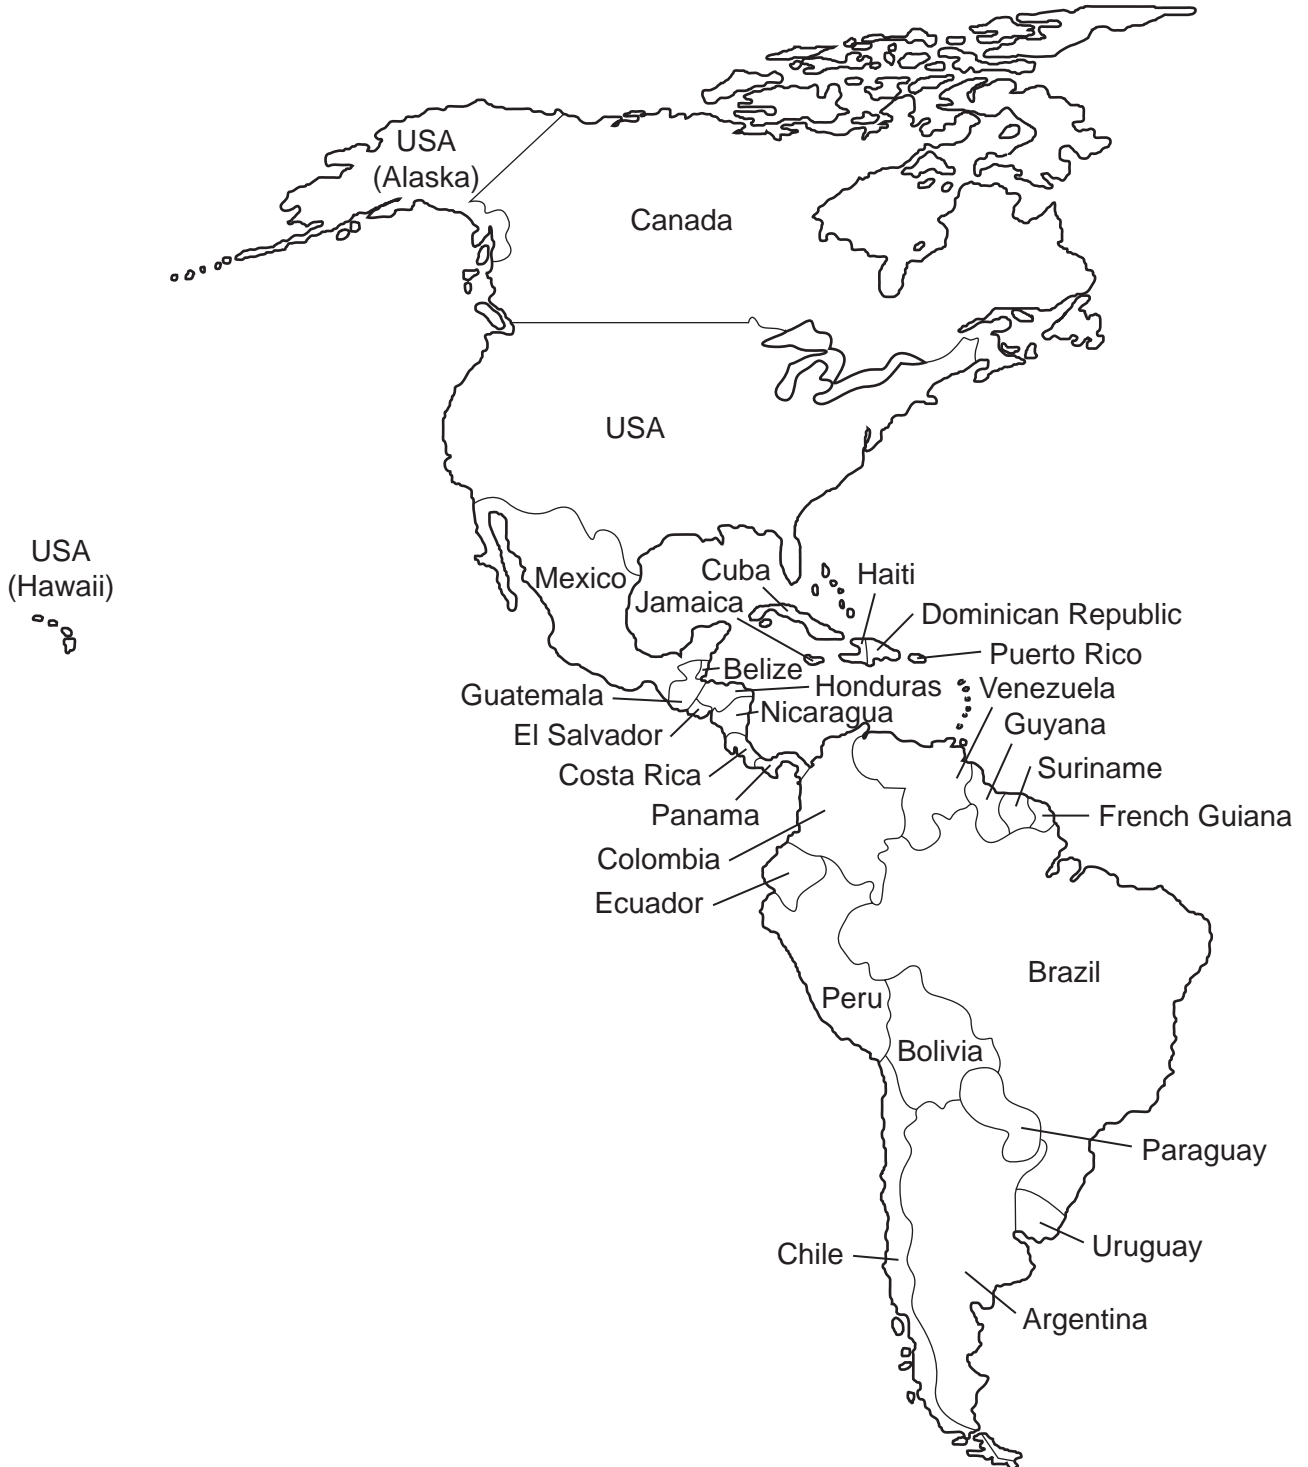 USA
(Alaska)
Canada
USA
USA
(Hawaii)
Mexico
Cuba
Haiti
Jamaica
Dominican Republic
Puerto Rico
Belize
Guatemala
Honduras
Venezuela
Nicaragua
El Salvador
Guyana
Costa Rica
Suriname
Panama
French Guiana
Colombia
Ecuador
Brazil
Peru
Bolivia
Paraguay
Uruguay
Chile
Argentina